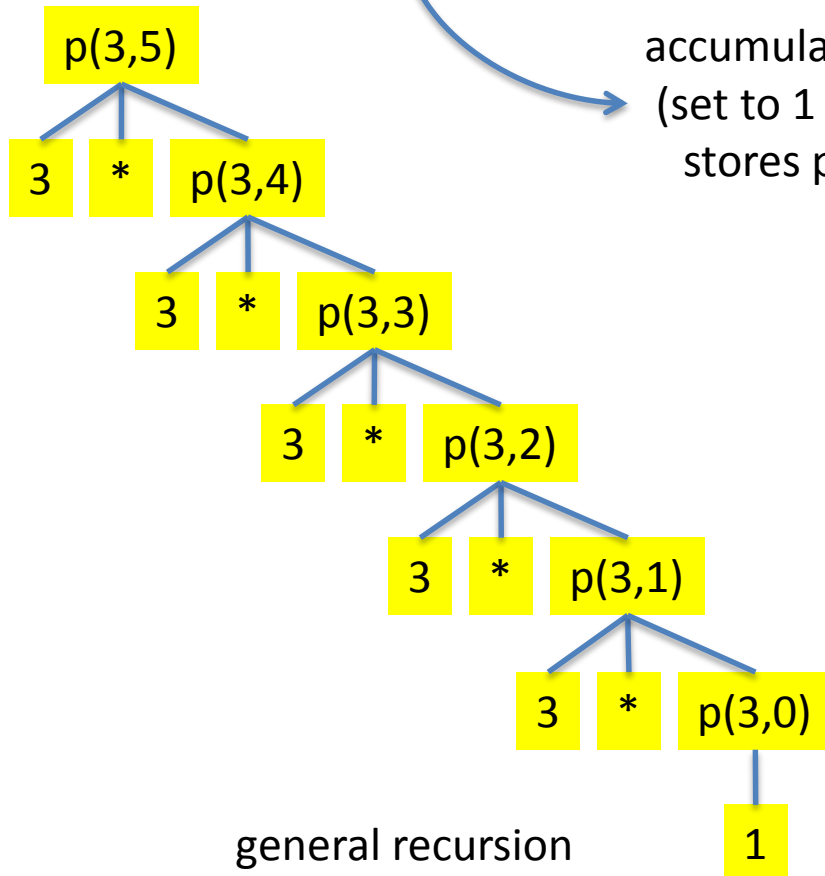 p(3,5)
accumula
(set to 1
stores p
3 * p(3,4)
3 * p(3,3)
3 * p(3,2)
3 * p(3,1)
3 * p(3,0)
general recursion 1